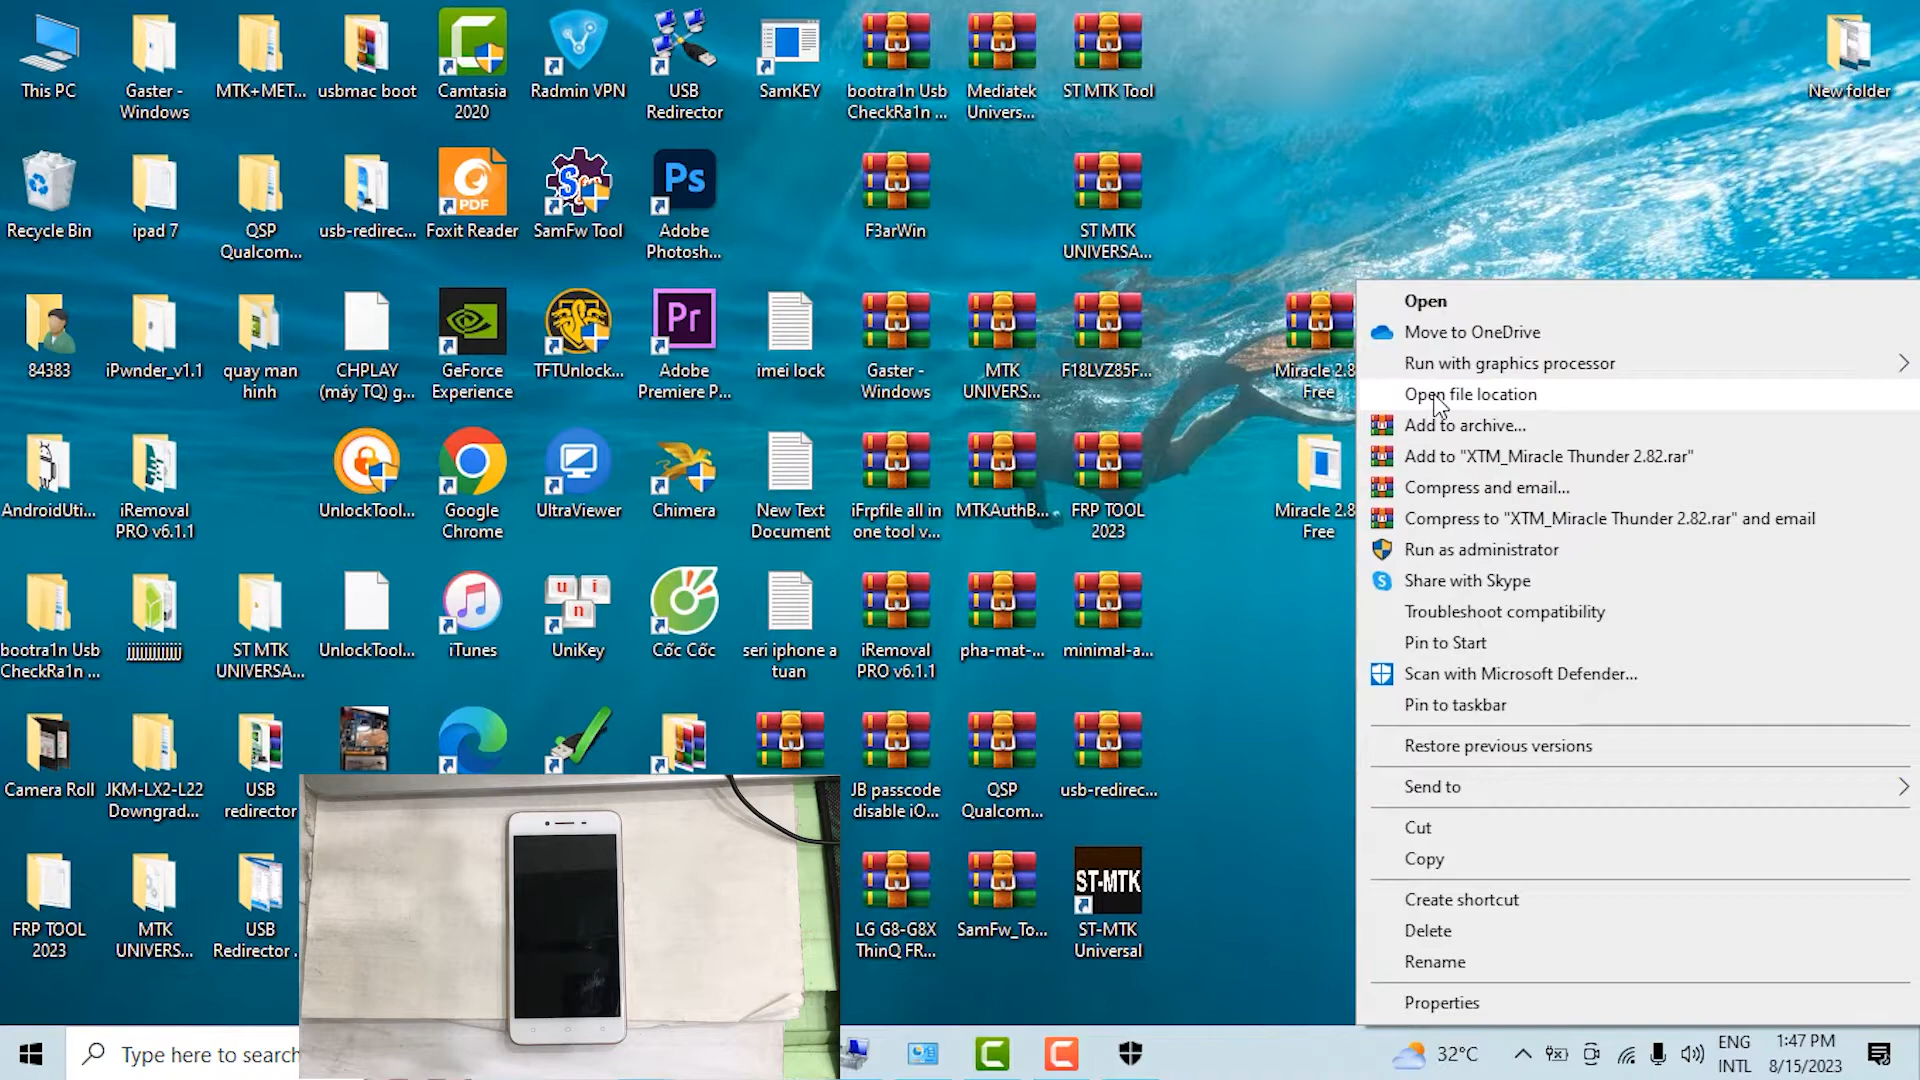 This PC
Gaster -
Windows
MTK+MET...
usbmac boot
Camtasia
2020
Radmin VPN
USB
Redirector
SamKEY
bootra1n Usb
CheckRa1n ...
Mediatek
Univers...
ST MTK Tool
New folder
Recycle Bin
ipad 7
QSP
Qualcom...
usb-redirec...
PDF
Foxit Reader
SamFw Tool
Ps
Adobe
Photosh...
F3arWin
ST MTK
UNIVERSA...
84383
iPwnder_v1.1
quay man
hinh
CHPLAY
(máy TQ) g...
GeForce
Experience
TFTUnlock...
Pr
Adobe
Premiere P...
imei lock
Gaster -
Windows
MTK
UNIVERS...
F18LVZ85F...
Miracle 2.8
Free
AndroidUti...
iRemoval
PRO v6.1.1
UnlockTool...
Google
Chrome
UltraViewer
Chimera
New Text
Document
iFrpfile all in
one tool v...
MTKAuthB...
FRP TOOL
2023
Miracle 2.8
Free
bootra1n Usb
CheckRa1n ...
jjjjjjjjjjjjj
ST MTK
UNIVERSA...
UnlockTool...
iTunes
u n i
UniKey
Cốc Cốc
seri iphone a
tuan
iRemoval
PRO v6.1.1
pha-mat-...
minimal-a...
Camera Roll
JKM-LX2-L22
Downgrad...
USB
redirector
JB passcode
disable iO...
QSP
Qualcom...
usb-redirec...
FRP TOOL
2023
MTK
UNIVERS...
USB
Redirector .
LG G8-G8X
ThinQ FR...
SamFw_To...
ST-MTK
ST-MTK
Universal
Open
Move to OneDrive
Run with graphics processor
Open file location
Add to archive...
Add to "XTM_Miracle Thunder 2.82.rar"
Compress and email...
Compress to "XTM_Miracle Thunder 2.82.rar" and email
Run as administrator
Share with Skype
Troubleshoot compatibility
Pin to Start
Scan with Microsoft Defender...
Pin to taskbar
Restore previous versions
Send to
Cut
Copy
Create shortcut
Delete
Rename
Properties
Type here to search
32°C
ENG
INTL
1:47 PM
8/15/2023